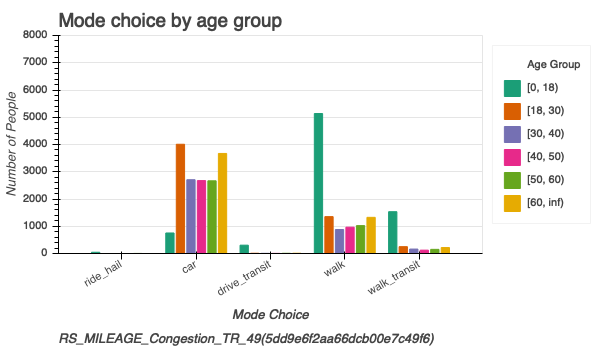 Mode choice by age group
8000
7000
6000
5000
4000
3000
2000
1000
0
Number of People
ride_hail
car
drive_transit
walk
walk_transit
Mode Choice
Age Group
[0, 18)
[18, 30)
[30, 40)
[40, 50)
[50, 60)
[60, inf)
RS_MILEAGE_Congestion_TR_49(5dd9e6f2aa66dcb00e7c49f6)